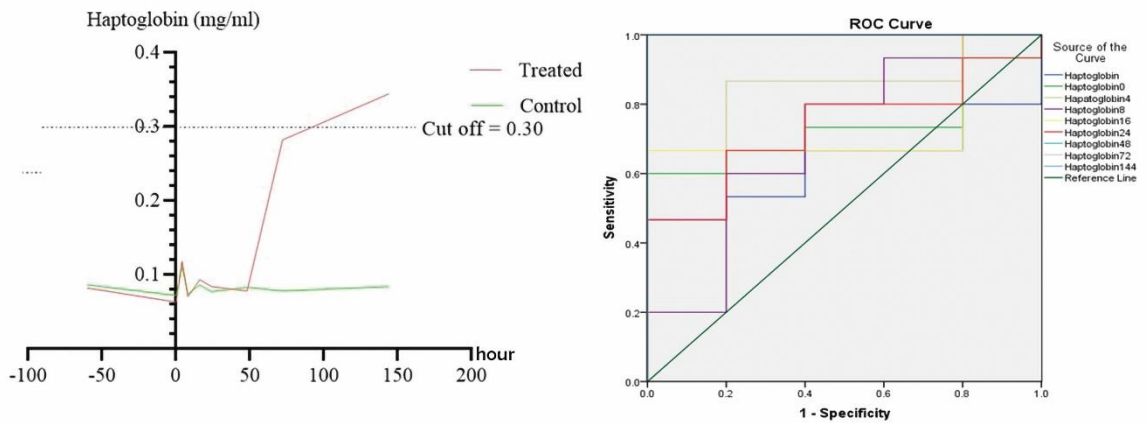 Haptoglobin (mg/ml)
0.4
0.3
0.2
0.1
-100
-50
0
50
100
150
200
hour
Treated
Control
Cut off = 0.30
ROC Curve
Sensitivity
1.0
0.8
0.6
0.4
0.2
0.0
0.0
0.2
0.4
0.6
0.8
1.0
1 - Specificity
Source of the
Curve
Haptoglobin
Haptoglobin0
Hapatoglobin4
Haptoglobin8
Haptoglobin16
Haptoglobin24
Haptoglobin48
Haptoglobin72
Haptoglobin144
Reference Line